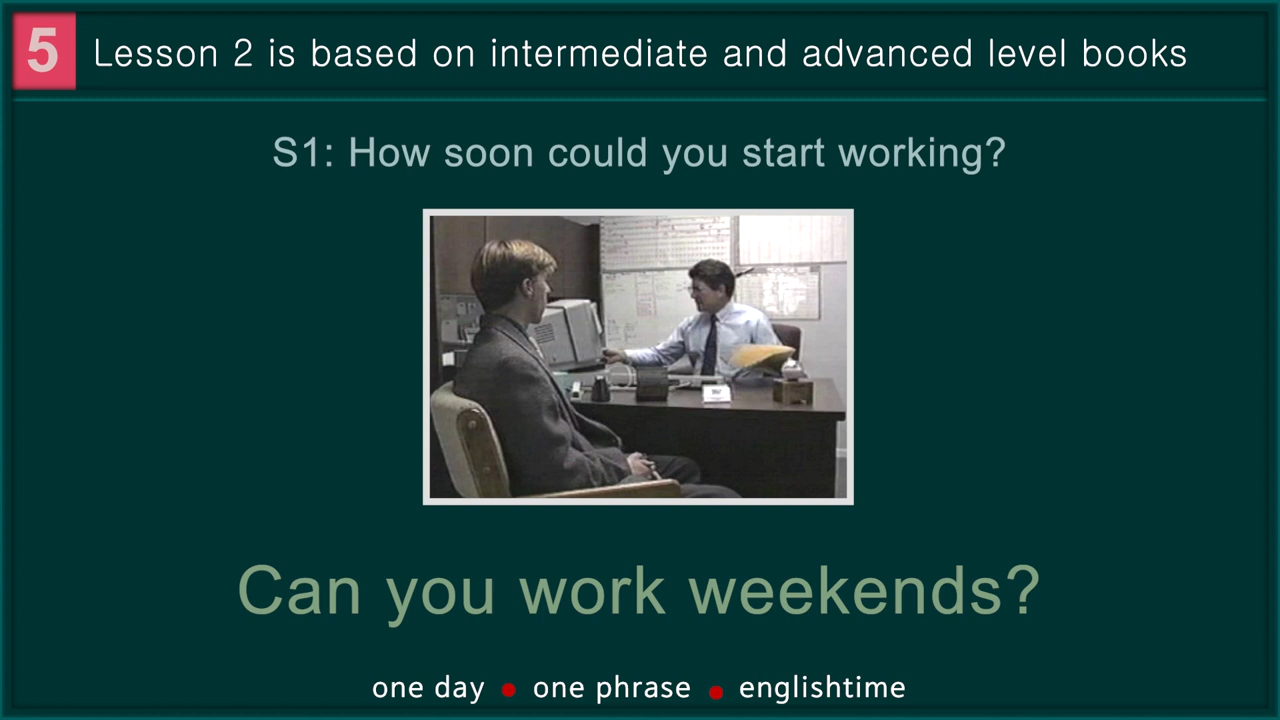 5 Lesson 2 is based on intermediate and advanced level books
S1: How soon could you start working?
Can you work weekends?
one day • one phrase • englishtime